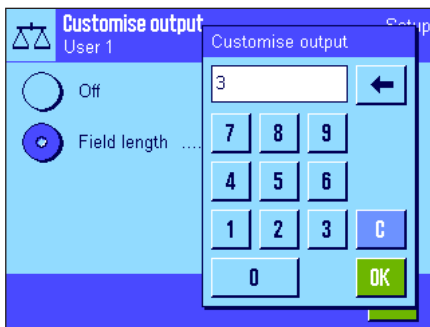 Customise output
User 1
Off
Field length ....
Customise output
3
7 8 9
4 5 6
1 2 3 C
0 OK